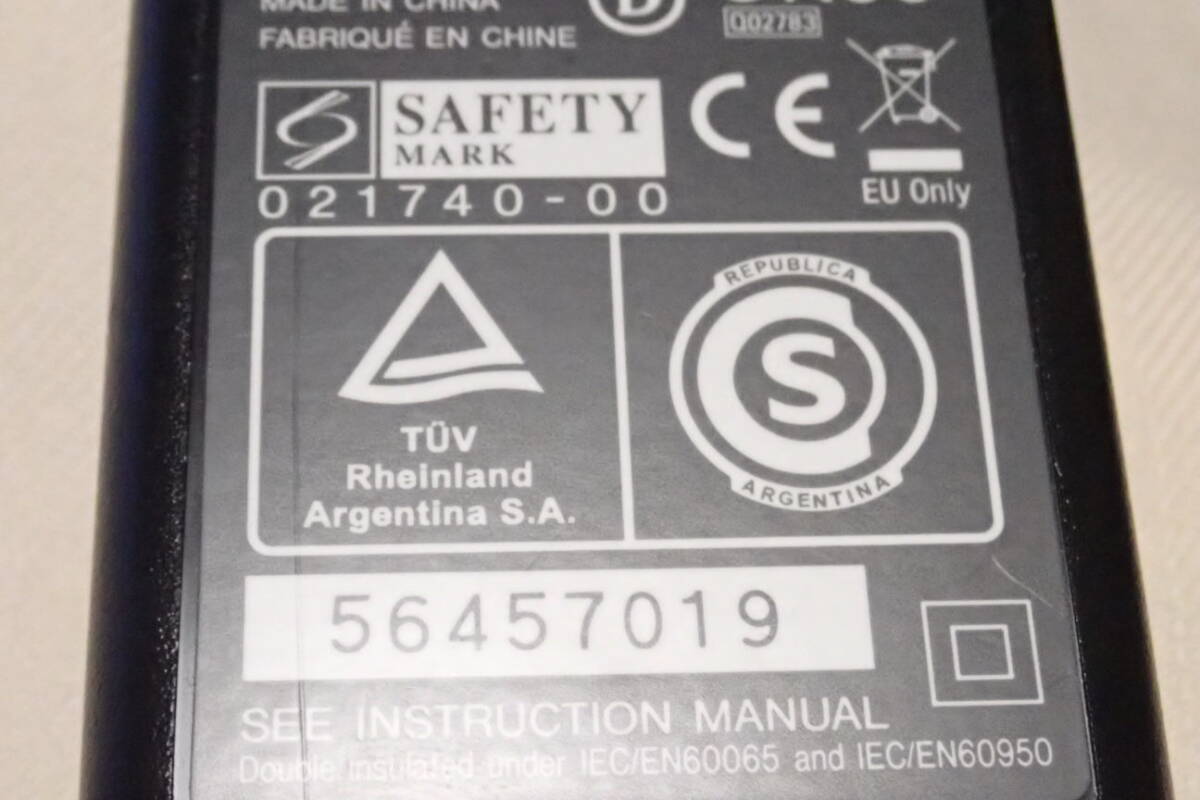 MADE IN CHINA
FABRIQUÉ EN CHINE
D
Q02783
SAFETY
MARK
021740-00
CE
EU Only
TÜV
Rheinland
Argentina S.A.
REPUBLICA
S
ARGENTINA
56457019
SEE INSTRUCTION MANUAL
Double insulated under IEC/EN60065 and IEC/EN60950